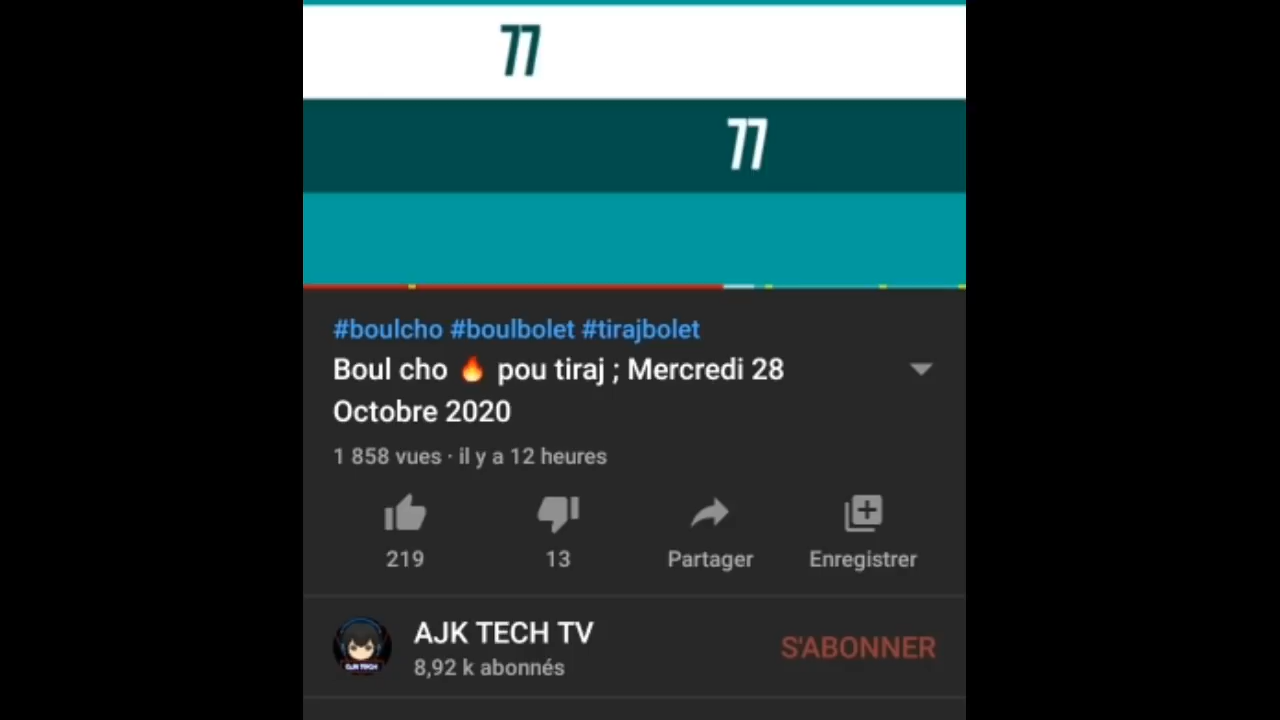 77
77
#boulcho #boulbolet #tirajbolet
Boul cho 🔥 pou tiraj ; Mercredi 28
Octobre 2020
1 858 vues · il y a 12 heures
219
13
Partager
Enregistrer
AJK TECH TV
S'ABONNER
8,92 k abonnés